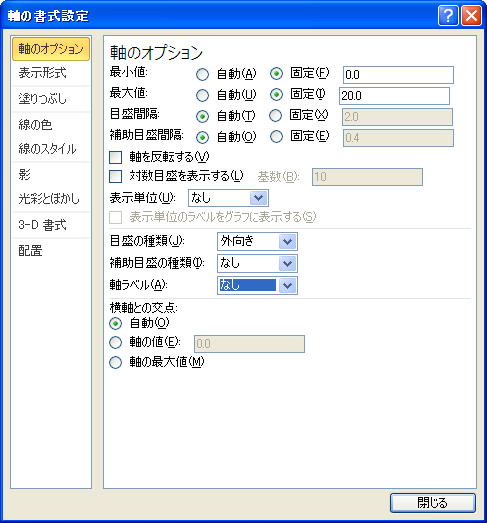 軸の書式設定
軸のオプション
表示形式
塗りつぶし
線の色
線のスタイル
影
光彩とぼかし
3-D 書式
配置
軸のオプション
最小値: 自動(A) 固定(F) 0.0
最大値: 自動(U) 固定(I) 20.0
目盛間隔: 自動(T) 固定(X) 2.0
補助目盛間隔: 自動(O) 固定(E) 0.4
軸を反転する(V)
対数目盛を表示する(L) 基数(B): 10
表示単位(U): なし
表示単位のラベルをグラフに表示する(S)
目盛の種類(J): 外向き
補助目盛の種類(I): なし
軸ラベル(A): なし
横軸との交点:
自動(O)
軸の値(E): 0.0
軸の最大値(M)
閉じる